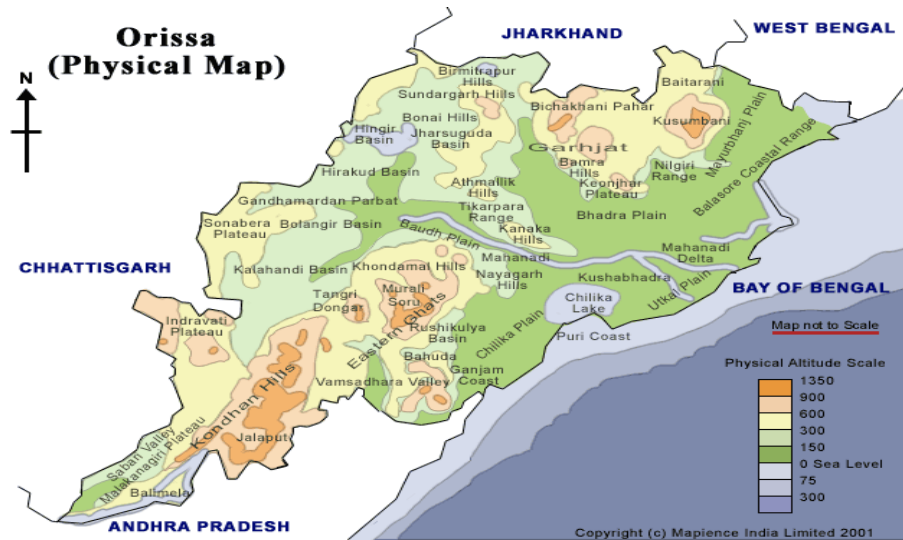 Orissa
(Physical Map)
JHARKHAND
WEST BENGAL
N
Birmitrapur
Hills
Sundargarh Hills
Baitarani
Bichakhani Pahar
Kusumbani
Mayurbhanj Plain
Bonai Hills
Jharsuguda
Basin
Hingir
Basin
Garhjat
Balasore Coastal Range
Hirakud Basin
Bamra
Hills
Nilgiri
Range
Keonjhar
Plateau
Athmallik
Hills
Gandhamardan Parbat
Tikarpara
Range
Bhadra Plain
Sonabera
Plateau
Bolangir Basin
Baudh Plain
Kanaka
Hills
Mahanadi
Delta
CHHATTISGARH
Kalahandi Basin
Khondamal Hills
Mahanadi
Nayagarh
Hills
Kushabhadra
Utkal Plain
BAY OF BENGAL
Tangri
Dongar
Murali
Soru
Eastern Ghats
Chilika
Lake
Indravati
Plateau
Rushikulya
Basin
Chilika Plain
Puri Coast
Map not to Scale
Bahuda
Vamsadhara Valley
Ganjam
Coast
Kondhan Hills
Jalaput
Sabari Valley
Malakanagiri Plateau
Balimela
ANDHRA PRADESH
Physical Altitude Scale
1350
900
600
300
150
0 Sea Level
75
300
Copyright (c) Mapience India Limited 2001